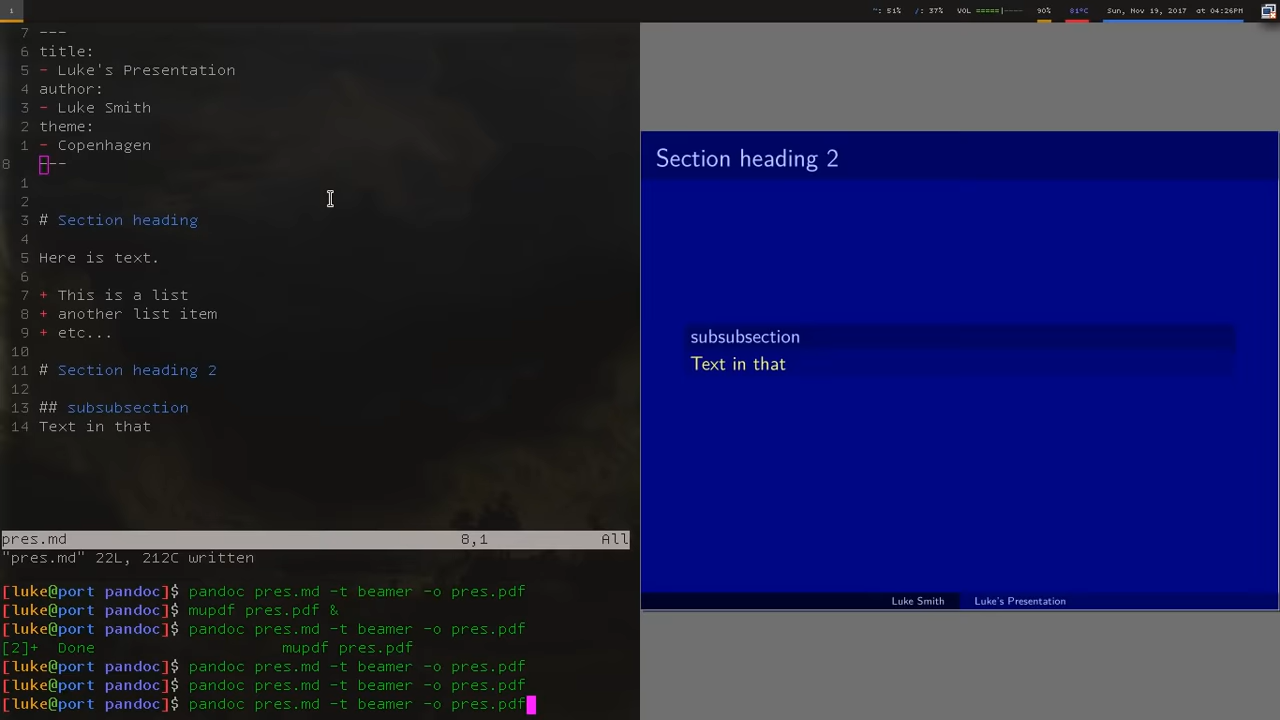 1
~: 51% /: 37% VOL =====|---- 90% 81ºC Sun, Nov 19, 2017 at 04:26PM
7 ---
6 title:
5 - Luke's Presentation
4 author:
3 - Luke Smith
2 theme:
1 - Copenhagen
8 ---
1
2
3 # Section heading
4
5 Here is text.
6
7 + This is a list
8 + another list item
9 + etc...
10
11 # Section heading 2
12
13 ## subsubsection
14 Text in that
pres.md 8,1 All
"pres.md" 22L, 212C written
[luke@port pandoc]$ pandoc pres.md -t beamer -o pres.pdf
[luke@port pandoc]$ mupdf pres.pdf &
[luke@port pandoc]$ pandoc pres.md -t beamer -o pres.pdf
[2]+ Done mupdf pres.pdf
[luke@port pandoc]$ pandoc pres.md -t beamer -o pres.pdf
[luke@port pandoc]$ pandoc pres.md -t beamer -o pres.pdf
[luke@port pandoc]$ pandoc pres.md -t beamer -o pres.pdf
Section heading 2
subsubsection
Text in that
Luke Smith Luke's Presentation